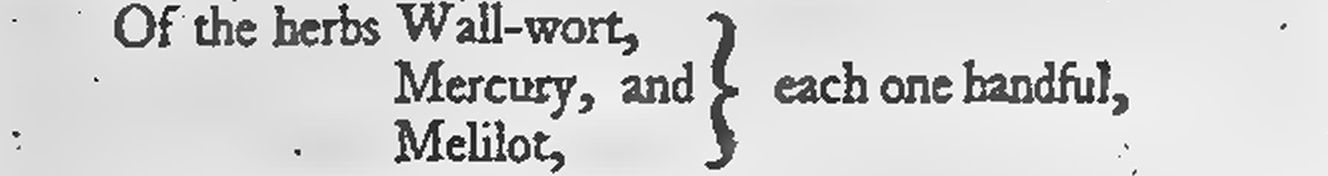 Of the herbs Wall-wort,
Mercury, and } each one handful,
Melilot,